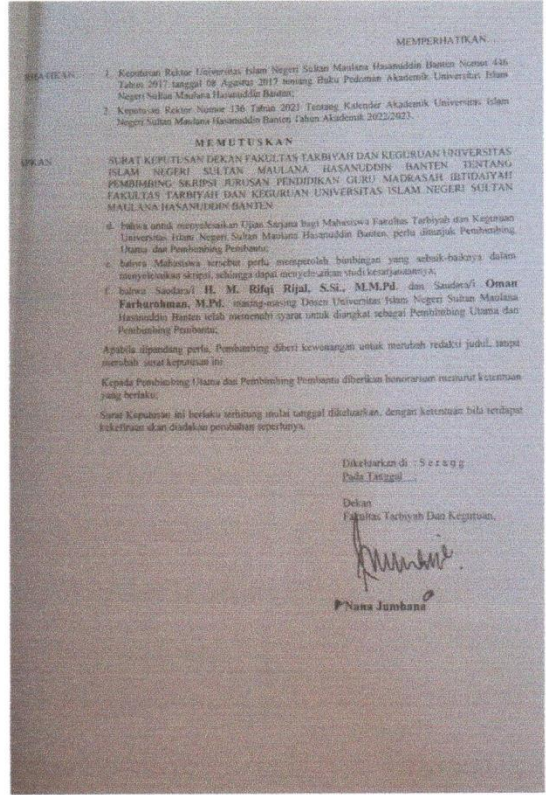 MEMPERHATIKAN....
HATIKAN 1. Keputusan Rektor Universitas Islam Negeri Sultan Maulana Hasanuddin Banten Nomor 446
Tahun 2017 tanggal 08 Agustus 2017 tentang Buku Pedoman Akademik Universitas Islam
Negeri Sultan Maulana Hasanuddin Banten;
2. Keputusan Rektor Nomor 136 Tahun 2021 Tentang Kalender Akademik Universitas Islam
Negeri Sultan Maulana Hasanuddin Banten Tahun Akademik 2022/2023.
MEMUTUSKAN
APKAN SURAT KEPUTUSAN DEKAN FAKULTAS TARBIYAH DAN KEGURUAN UNIVERSITAS
ISLAM NEGERI SULTAN MAULANA HASANUDDIN BANTEN TENTANG
PEMBIMBING SKRIPSI JURUSAN PENDIDIKAN GURU MADRASAH IBTIDAIYAH
FAKULTAS TARBIYAH DAN KEGURUAN UNIVERSITAS ISLAM NEGERI SULTAN
MAULANA HASANUDDIN BANTEN
d. bahwa untuk menyelesaikan Ujian Sarjana bagi Mahasiswa Fakultas Tarbiyah dan Keguruan
Universitas Islam Negeri Sultan Maulana Hasanuddin Banten, perlu ditunjuk Pembimbing
Utama dan Pembimbing Pembantu;
e. bahwa Mahasiswa tersebut perlu memperoleh bimbingan yang sebaik-baiknya dalam
menyelesaikan skripsi, sehingga dapat menyelesaikan studi kesarjanaannya;
f. bahwa Saudara/i H. M. Rifqi Rijal, S.Si., M.M.Pd. dan Saudara/i Oman
Farhurohman, M.Pd. masing-masing Dosen Universitas Islam Negeri Sultan Maulana
Hasanuddin Banten telah memenuhi syarat untuk diangkat sebagai Pembimbing Utama dan
Pembimbing Pembantu;
Apabila dipandang perlu, Pembimbing diberi kewenangan untuk merubah redaksi judul, tanpa
merubah surat keputusan ini
Kepada Pembimbing Utama dan Pembimbing Pembantu diberikan honorarium menurut ketentuan
yang berlaku;
Surat Keputusan ini berlaku terhitung mulai tanggal dikeluarkan, dengan ketentuan bila terdapat
kekeliruan akan diadakan perubahan seperlunya.
Dikeluarkan di : Serang
Pada Tanggal :
Dekan
Fakultas Tarbiyah Dan Keguruan,
Nana Jumhana